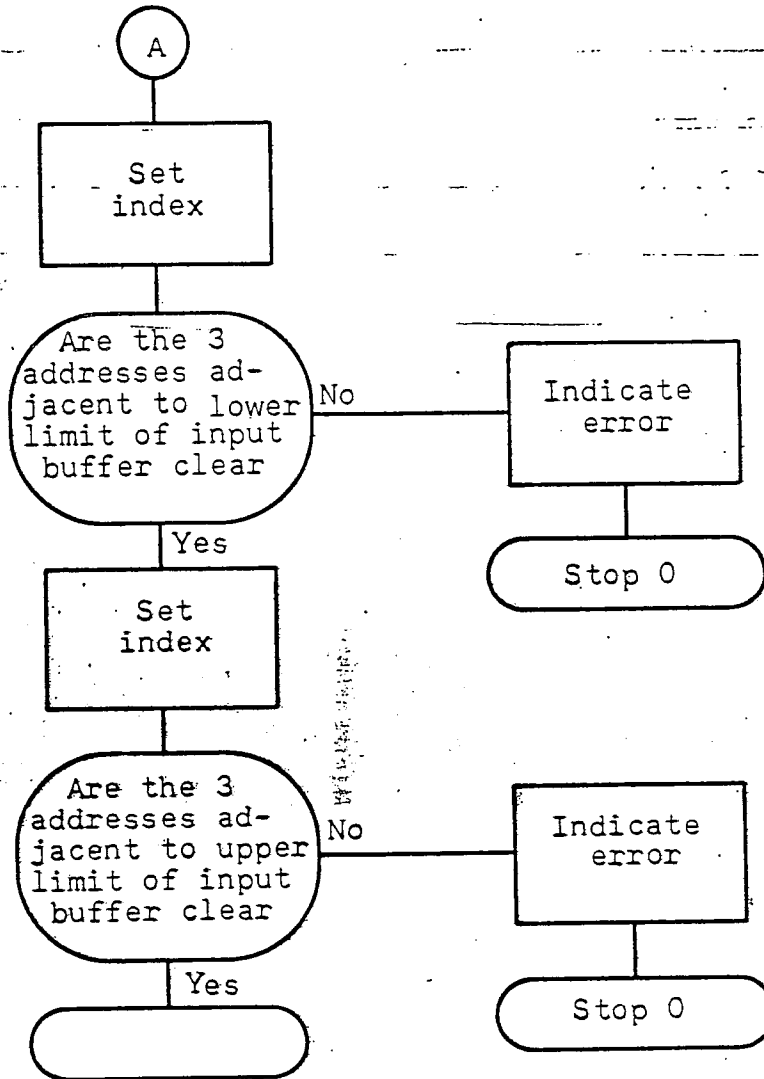 A
Set
index
Are the 3
addresses ad-
jacent to lower
limit of input
buffer clear
No
Indicate
error
Yes
Stop 0
Set
index
Are the 3
addresses ad-
jacent to upper
limit of input
buffer clear
No
Indicate
error
Yes
Stop 0